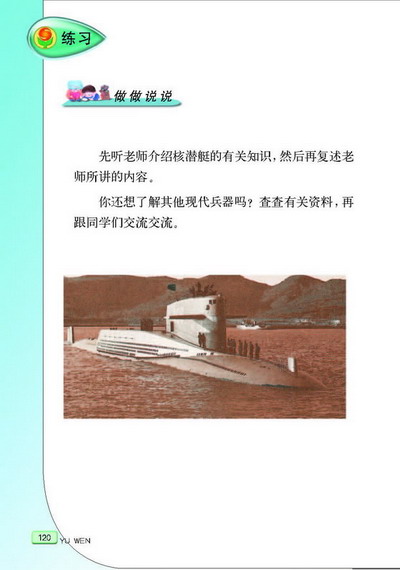 练习
做做说说
先听老师介绍核潜艇的有关知识，然后再复述老
师所讲的内容。
你还想了解其他现代兵器吗？查查有关资料，再
跟同学们交流交流。
120 YU WEN